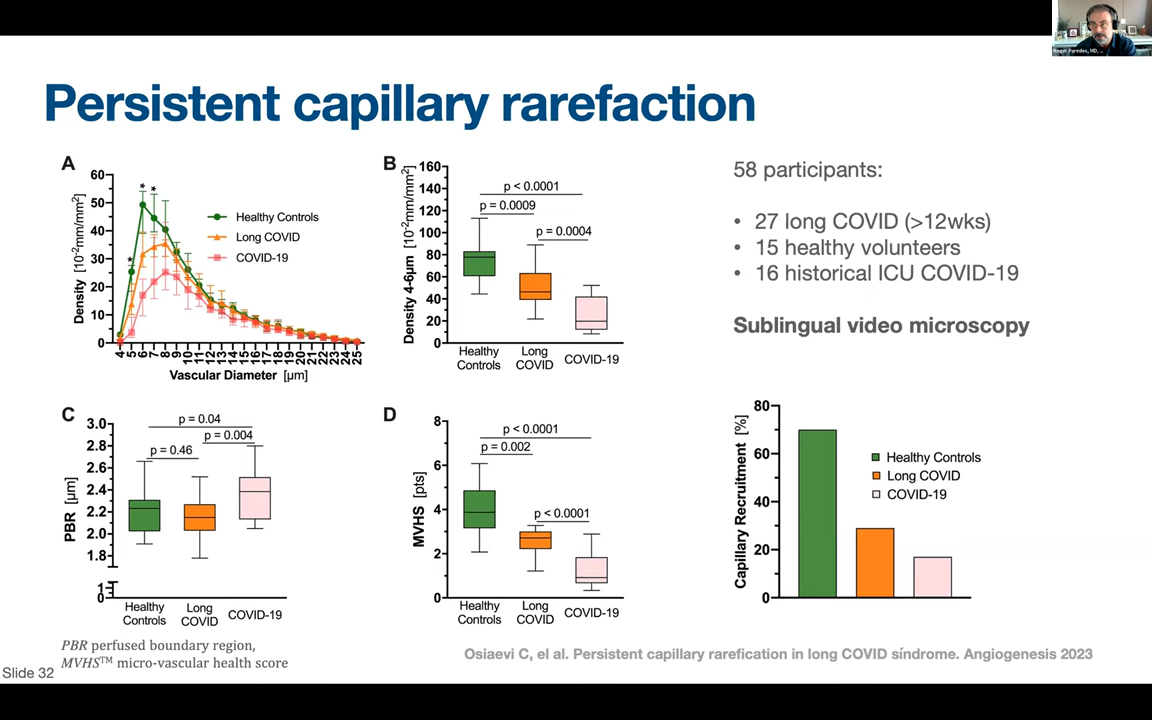 Roger Paredes, MD, ...
Persistent capillary rarefaction
A
Density [10-2mm/mm2]
60
50
40
30
20
10
0
Healthy Controls
Long COVID
COVID-19
4 5 6 7 8 9 10 11 12 13 14 15 16 17 18 19 20 21 22 23 24 25
Vascular Diameter [µm]
* * *
B
Density 4-6µm [10-2mm/mm2]
160
140
120
100
80
60
40
20
0
p < 0.0001
p = 0.0009
p = 0.0004
Healthy Controls
Long COVID
COVID-19
58 participants:
• 27 long COVID (>12wks)
• 15 healthy volunteers
• 16 historical ICU COVID-19
Sublingual video microscopy
C
PBR [µm]
3.0
2.8
2.6
2.4
2.2
2.0
1.8
1
0
p = 0.04
p = 0.004
p = 0.46
Healthy Controls
Long COVID
COVID-19
D
MVHS [pts]
8
6
4
2
0
p < 0.0001
p = 0.002
p < 0.0001
Healthy Controls
Long COVID
COVID-19
Capillary Recruitment [%]
80
60
40
20
0
Healthy Controls
Long COVID
COVID-19
PBR perfused boundary region,
MVHS™ micro-vascular health score
Osiaevi C, el al. Persistent capillary rarefication in long COVID síndrome. Angiogenesis 2023
Slide 32